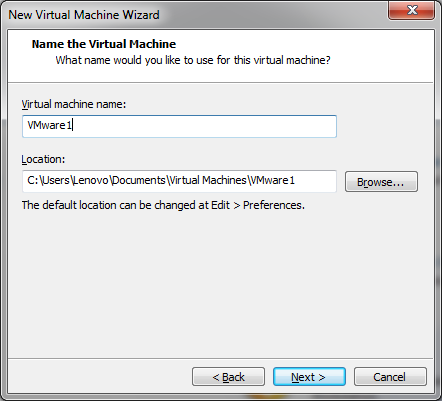 New Virtual Machine Wizard
Name the Virtual Machine
What name would you like to use for this virtual machine?
Virtual machine name:
VMware1
Location:
C:\Users\Lenovo\Documents\Virtual Machines\VMware1
Browse...
The default location can be changed at Edit > Preferences.
< Back
Next >
Cancel